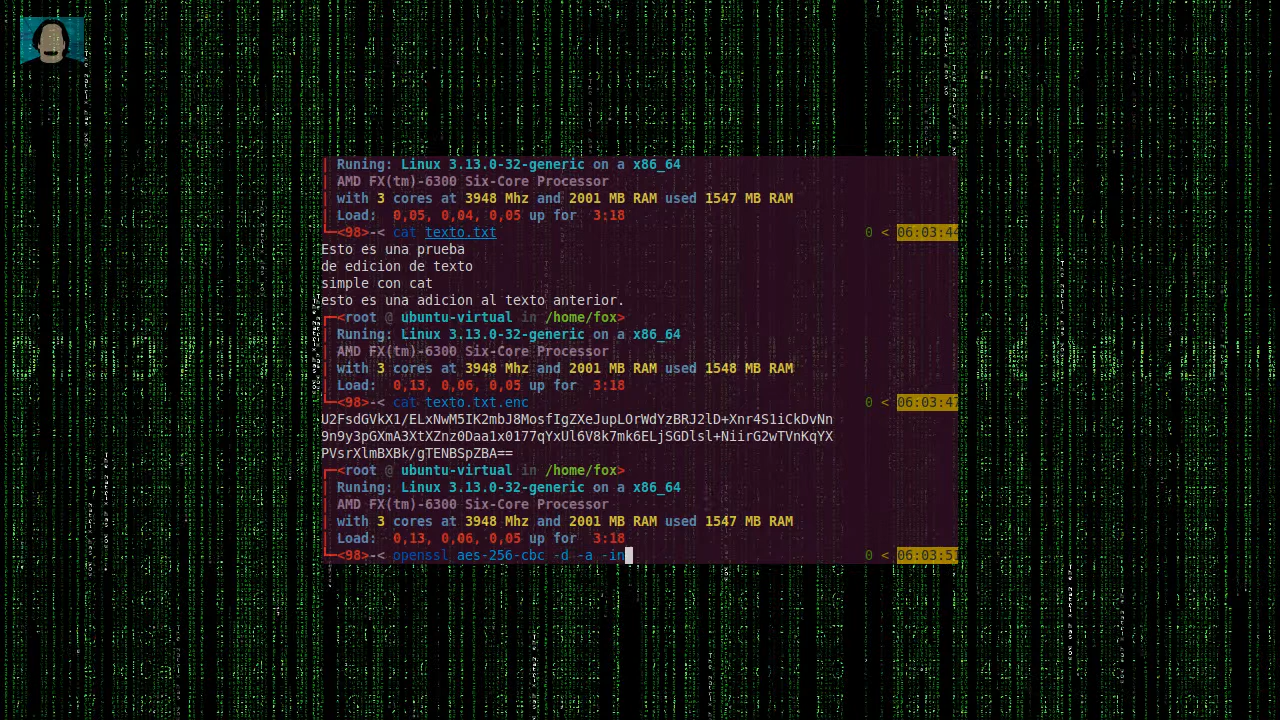 Runing: Linux 3.13.0-32-generic on a x86_64
AMD FX(tm)-6300 Six-Core Processor
with 3 cores at 3948 Mhz and 2001 MB RAM used 1547 MB RAM
Load: 0,05, 0,04, 0,05 up for 3:18
<98>-< cat texto.txt 0 < 06:03:44
Esto es una prueba
de edicion de texto
simple con cat
esto es una adicion al texto anterior.
<root @ ubuntu-virtual in /home/fox>
Runing: Linux 3.13.0-32-generic on a x86_64
AMD FX(tm)-6300 Six-Core Processor
with 3 cores at 3948 Mhz and 2001 MB RAM used 1548 MB RAM
Load: 0,13, 0,06, 0,05 up for 3:18
<98>-< cat texto.txt.enc 0 < 06:03:47
U2FsdGVkX1/ELxNwM5IK2mbJ8MosfIgZXeJupLOrWdYzBRJ2lD+Xnr4S1iCkDvNn
9n9y3pGXmA3XtXZnz0Daa1x0177qYxUl6V8k7mk6ELjSGDlsl+NiirG2wTVnKqYX
PVsrXlmBXBk/gTENBSpZBA==
<root @ ubuntu-virtual in /home/fox>
Runing: Linux 3.13.0-32-generic on a x86_64
AMD FX(tm)-6300 Six-Core Processor
with 3 cores at 3948 Mhz and 2001 MB RAM used 1547 MB RAM
Load: 0,13, 0,06, 0,05 up for 3:18
<98>-< openssl aes-256-cbc -d -a -in 0 < 06:03:51